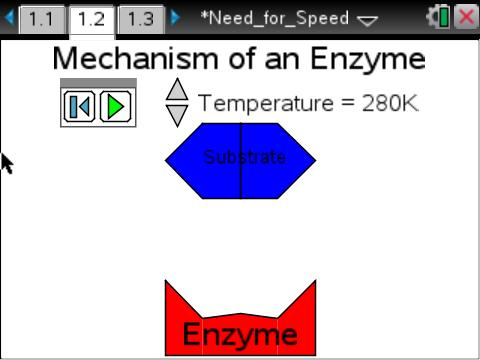 1.1 1.2 1.3 *Need_for_Speed
Mechanism of an Enzyme
Temperature = 280K
Substrate
Enzyme